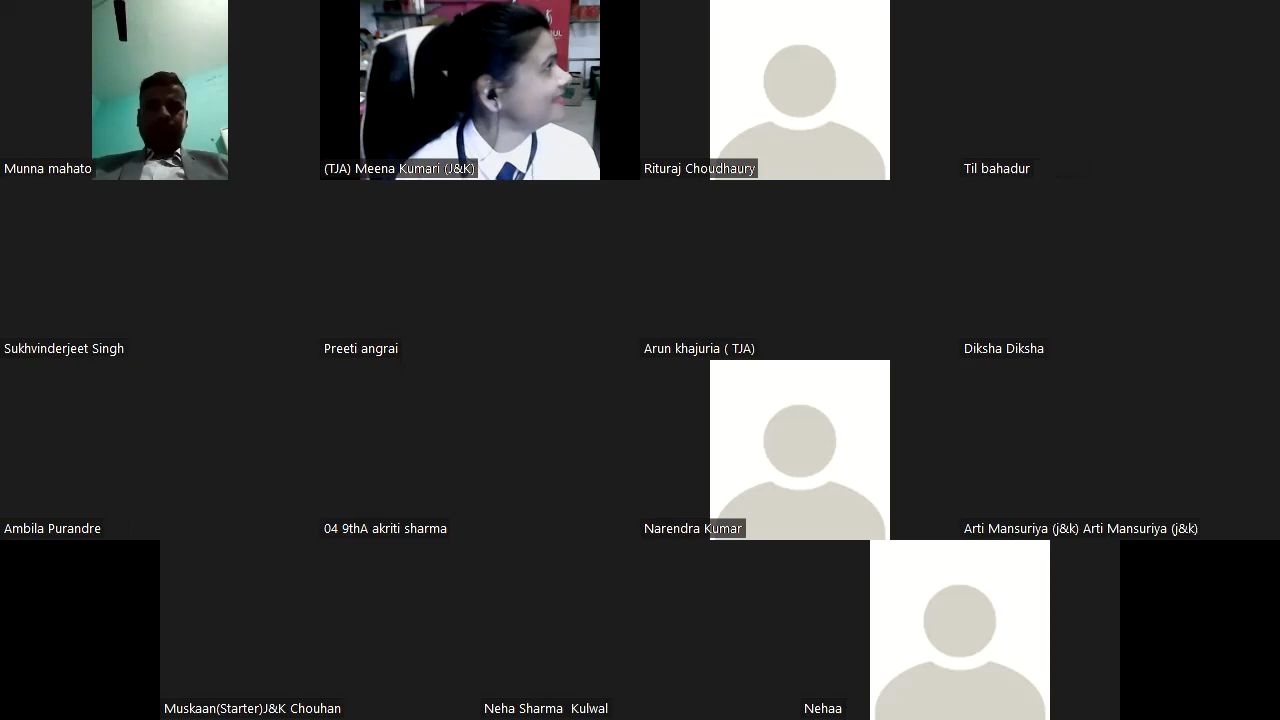 Munna mahato
(TJA) Meena Kumari (J&K)
Rituraj Choudhaury
Til bahadur
Sukhvinderjeet Singh
Preeti angrai
Arun khajuria ( TJA)
Diksha Diksha
Ambila Purandre
04 9thA akriti sharma
Narendra Kumar
Arti Mansuriya (j&k) Arti Mansuriya (j&k)
Muskaan(Starter)J&K Chouhan
Neha Sharma  Kulwal
Nehaa